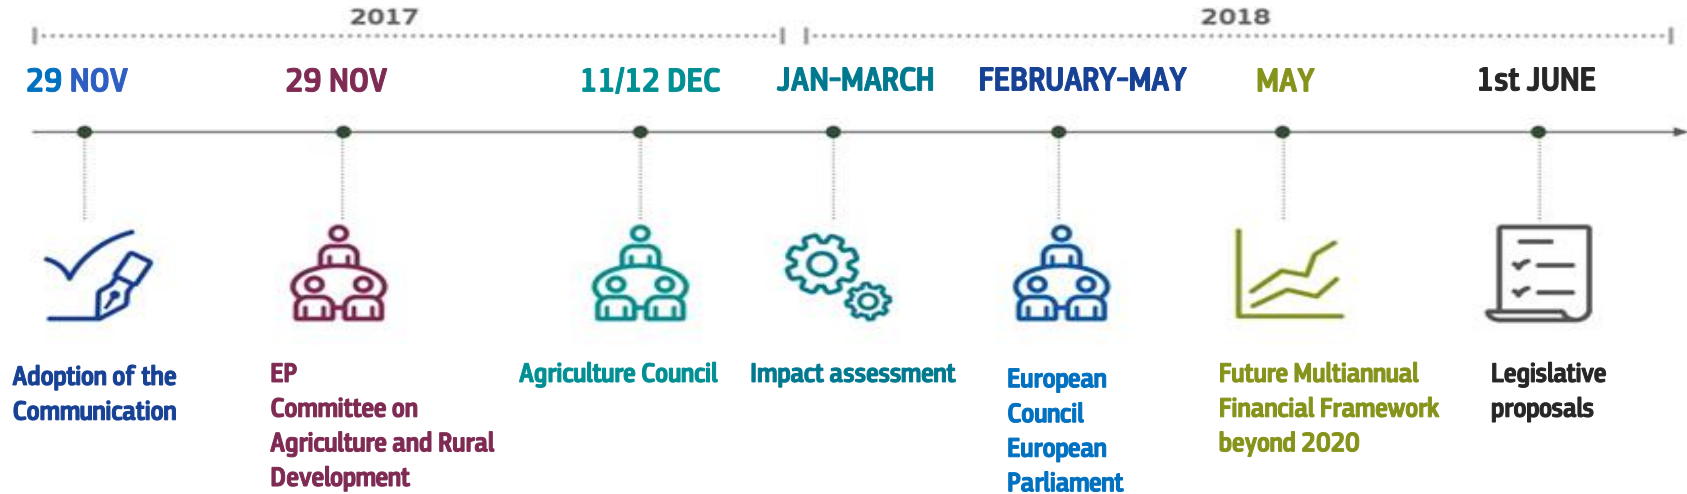 2017
2018
29 NOV
29 NOV
11/12 DEC
JAN-MARCH
FEBRUARY-MAY
MAY
1st JUNE
Adoption of the
Communication
EP
Committee on
Agriculture and Rural
Development
Agriculture Council
Impact assessment
European
Council
European
Parliament
Future Multiannual
Financial Framework
beyond 2020
Legislative
proposals